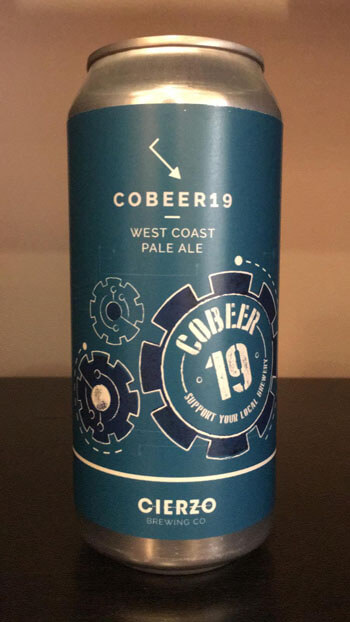 COBEER19
WEST COAST
PALE ALE
COBEER
19
SUPPORT YOUR LOCAL BREWERY
CIERZO
BREWING CO